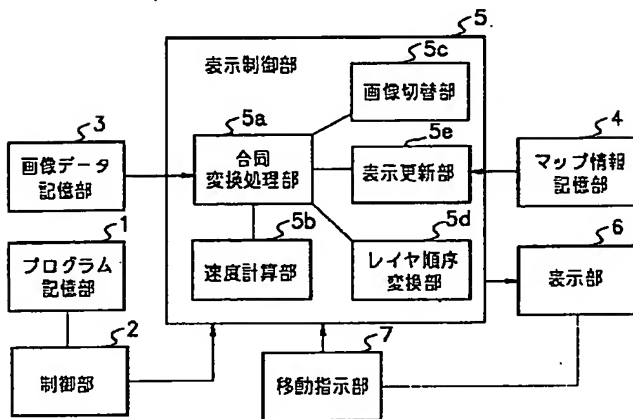 5
表示制御部
5c
画像切替部
3
画像データ
記憶部
5a
合同
変換処理部
5e
表示更新部
4
マップ情報
記憶部
1
プログラム
記憶部
5b
速度計算部
5d
レイヤ順序
変換部
6
表示部
2
制御部
7
移動指示部